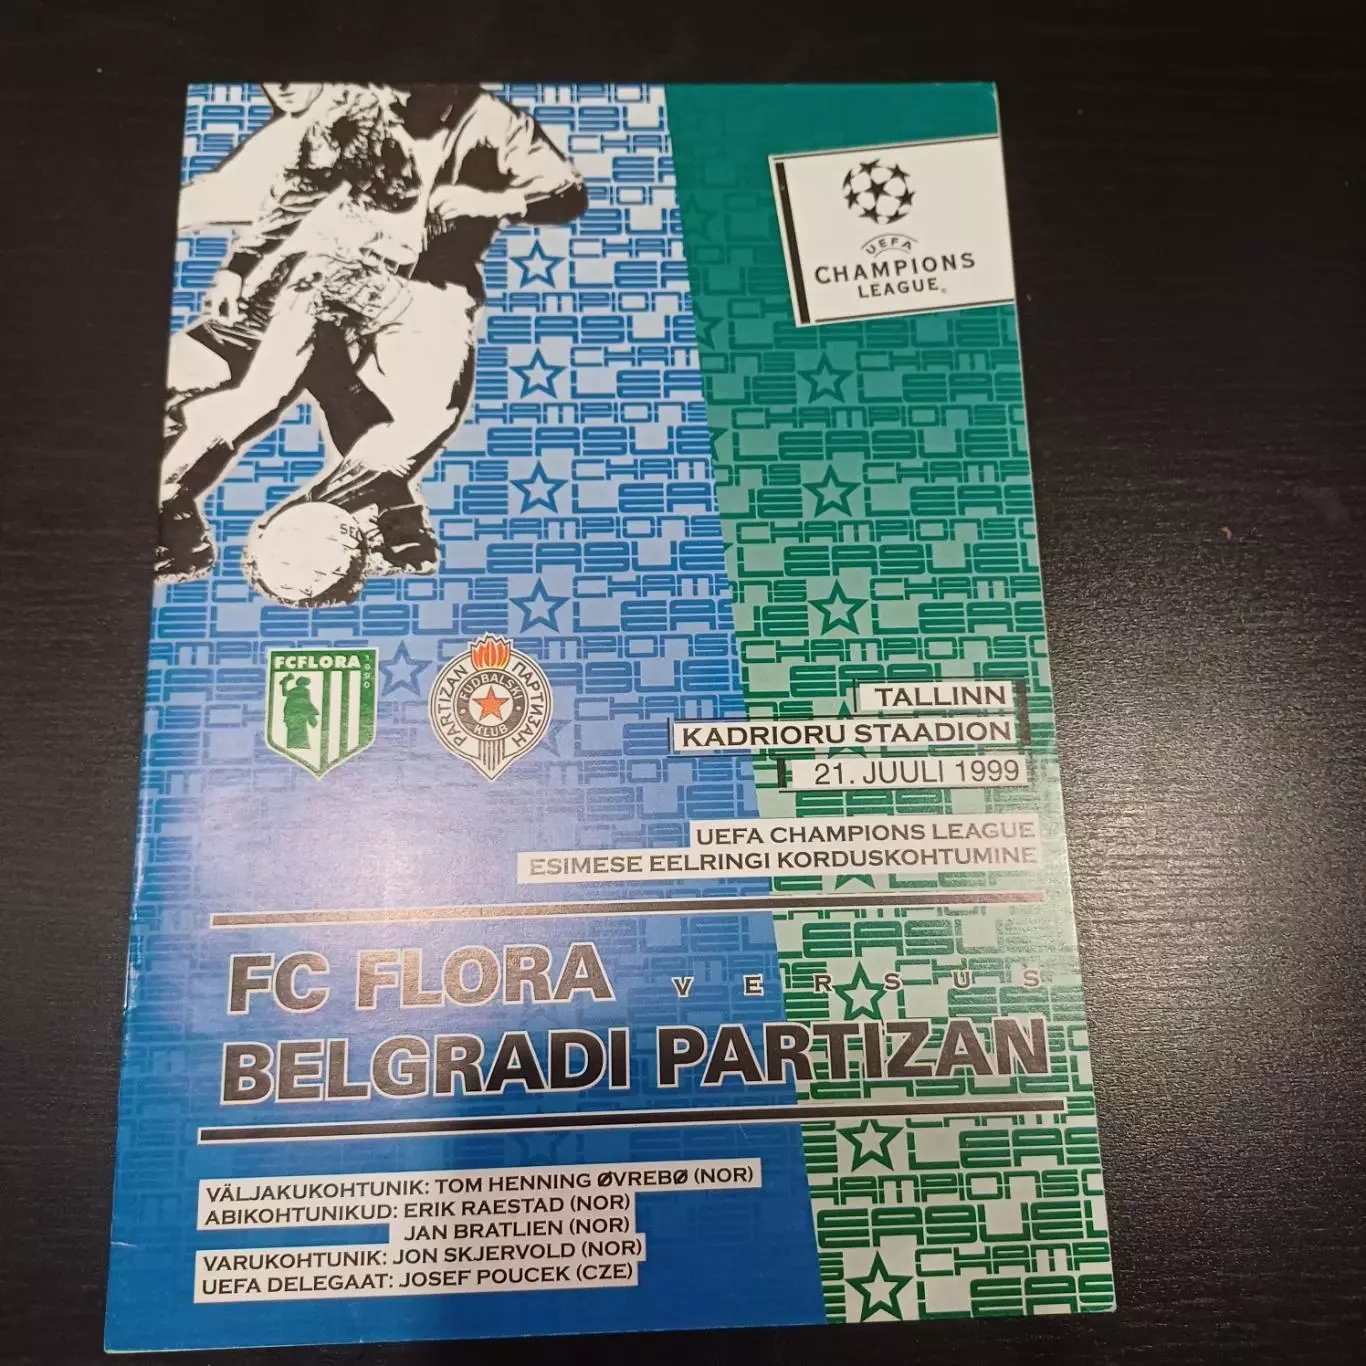 UEFA
CHAMPIONS
LEAGUE®
SE
FCFLORA 1990
PARTIZAN ПАРТИЗАН
FUDBALSKI
KLUB
TALLINN
KADRIORU STAADION
21. JUULI 1999
UEFA CHAMPIONS LEAGUE
ESIMESE EELRINGI KORDUSKOHTUMINE
FC FLORA VERSUS
BELGRADI PARTIZAN
VÄLJAKUKOHTUNIK: TOM HENNING ØVREBØ (NOR)
ABIKOHTUNIKUD: ERIK RAESTAD (NOR)
JAN BRATLIEN (NOR)
VARUKOHTUNIK: JON SKJERVOLD (NOR)
UEFA DELEGAAT: JOSEF POUCEK (CZE)